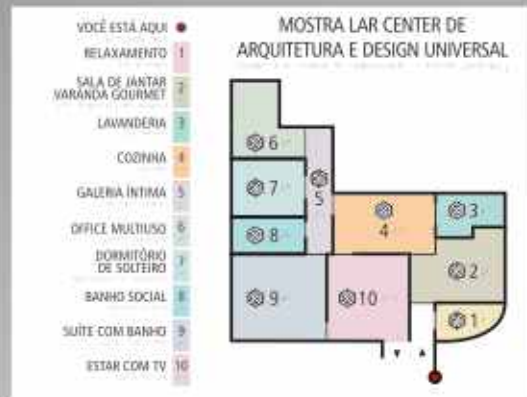 VOCÊ ESTÁ AQUI
RELAXAMENTO 1
SALA DE JANTAR
VARANDA GOURMET 2
LAVANDERIA 3
COZINHA 4
GALERIA ÍNTIMA 5
OFFICE MULTIUSO 6
DORMITÓRIO
DE SOLTEIRO 7
BANHO SOCIAL 8
SUÍTE COM BANHO 9
ESTAR COM TV 10
MOSTRA LAR CENTER DE
ARQUITETURA E DESIGN UNIVERSAL
6
7
5
8
4
3
2
9
10
1